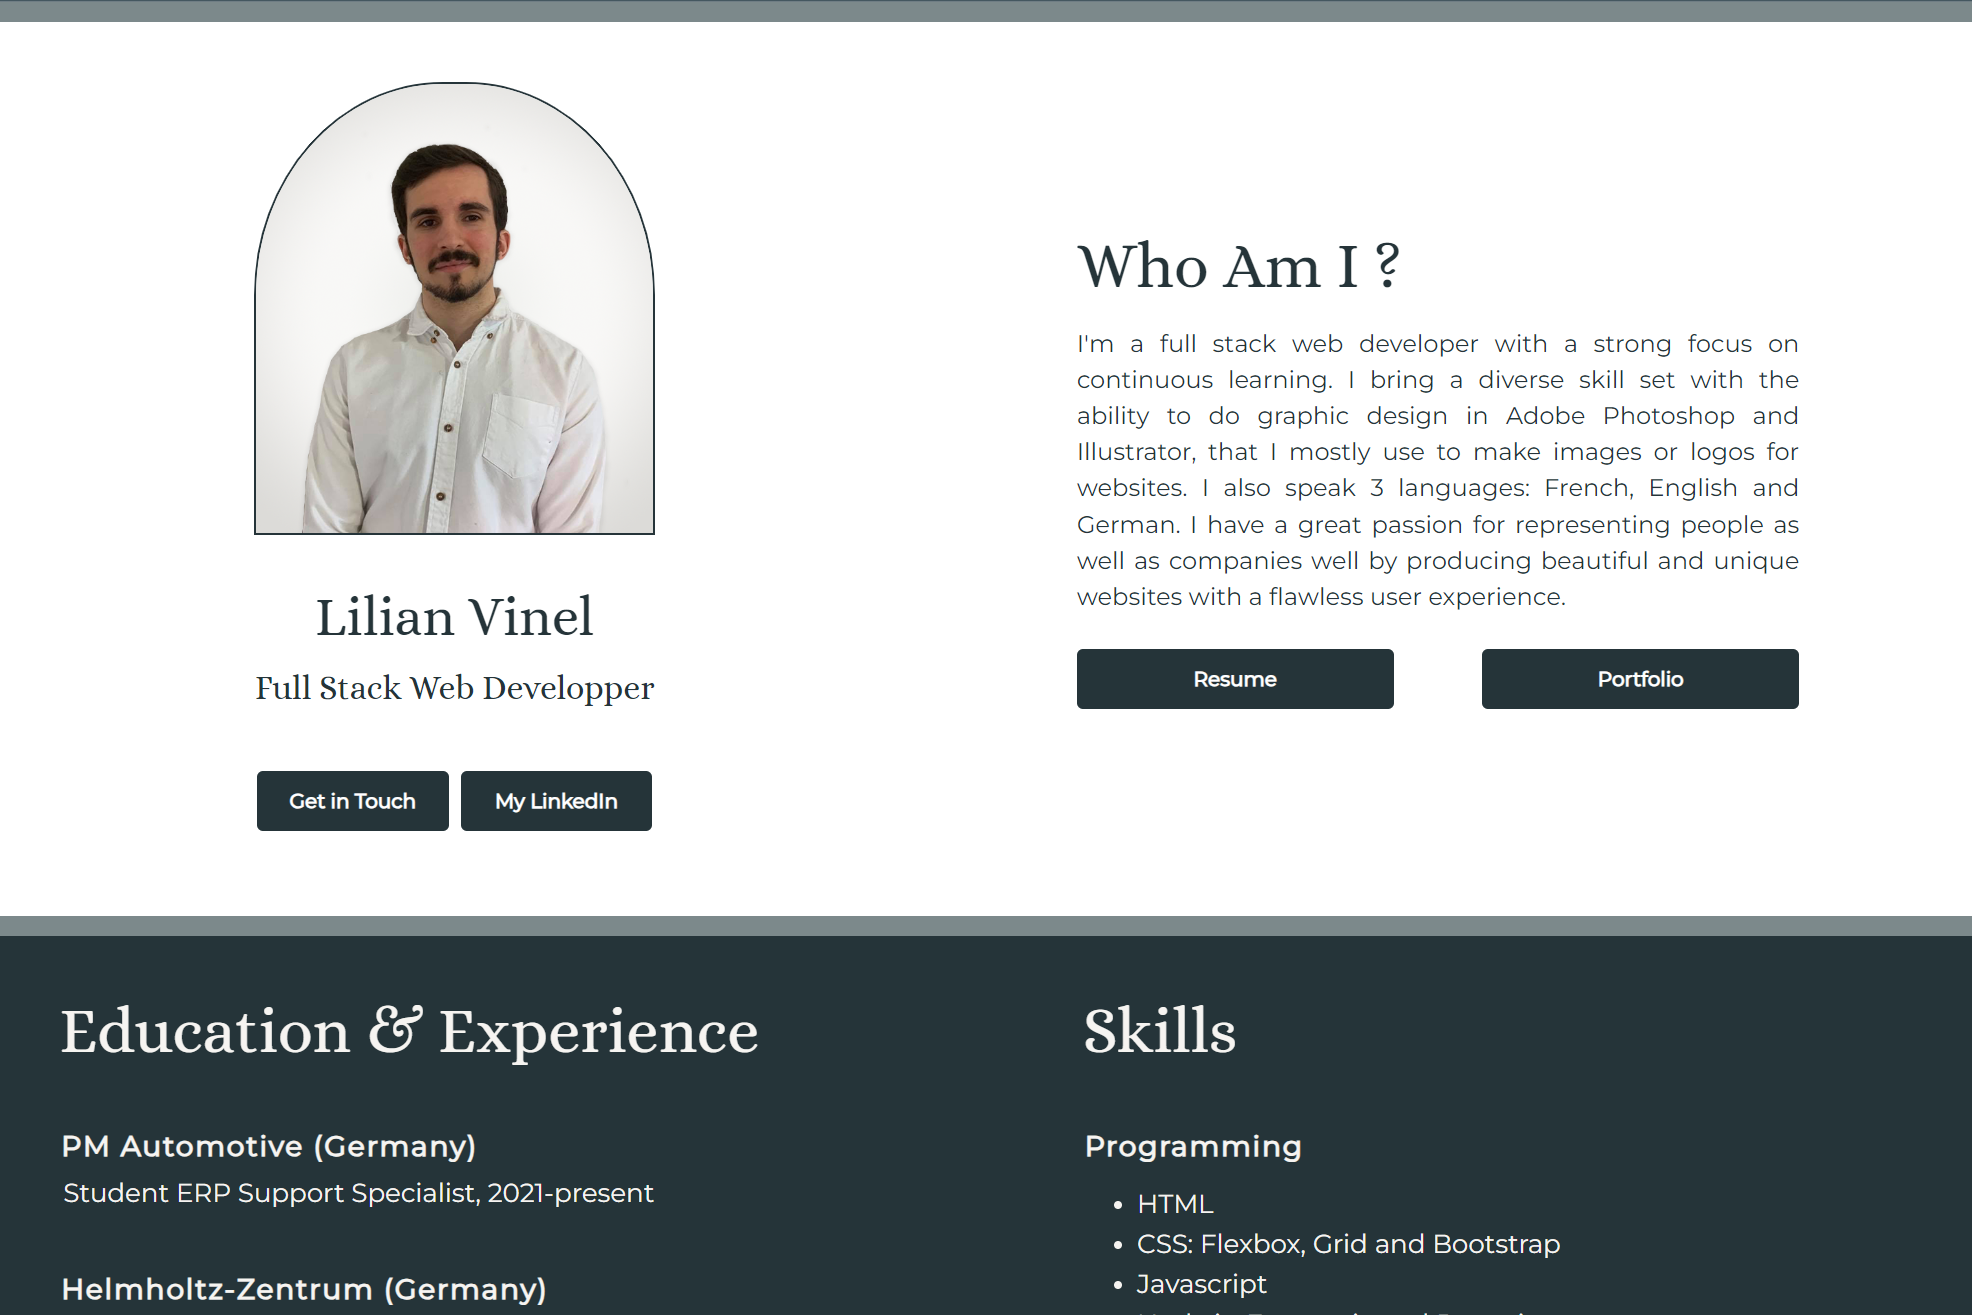 Lilian Vinel
Full Stack Web Developper
Get in Touch
My LinkedIn
Who Am I ?
I'm a full stack web developer with a strong focus on
continuous learning. I bring a diverse skill set with the
ability to do graphic design in Adobe Photoshop and
Illustrator, that I mostly use to make images or logos for
websites. I also speak 3 languages: French, English and
German. I have a great passion for representing people as
well as companies well by producing beautiful and unique
websites with a flawless user experience.
Resume
Portfolio
Education & Experience
PM Automotive (Germany)
Student ERP Support Specialist, 2021-present
Helmholtz-Zentrum (Germany)
Skills
Programming
• HTML
• CSS: Flexbox, Grid and Bootstrap
• Javascript